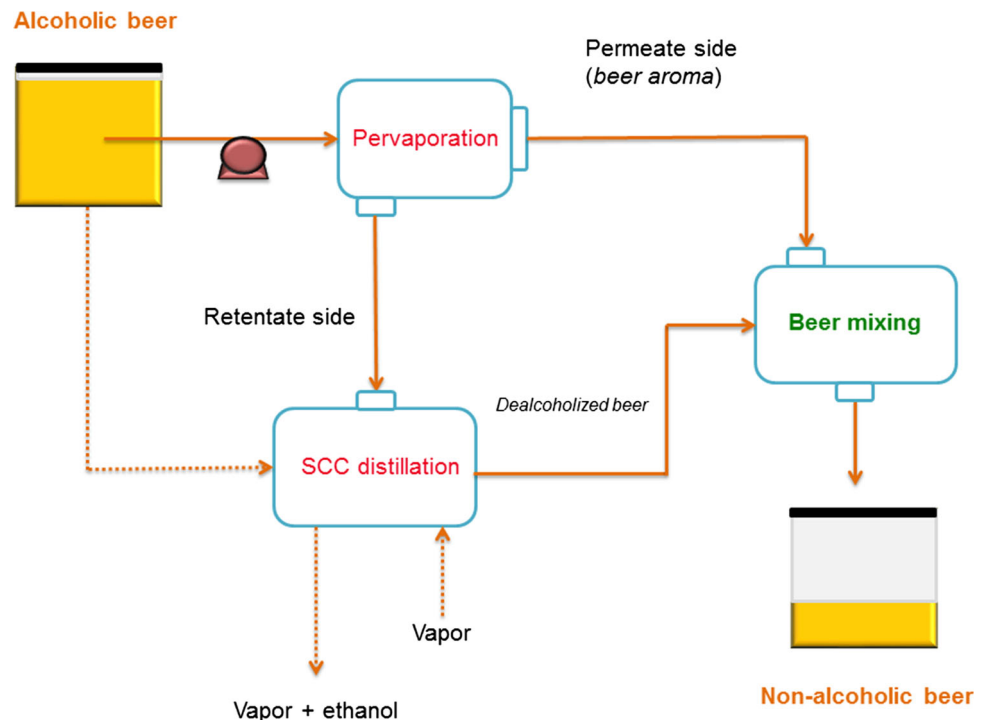 Alcoholic beer
Permeate side
(beer aroma)
Pervaporation
Retentate side
Beer mixing
Dealcoholized beer
SCC distillation
Vapor
Vapor + ethanol
Non-alcoholic beer